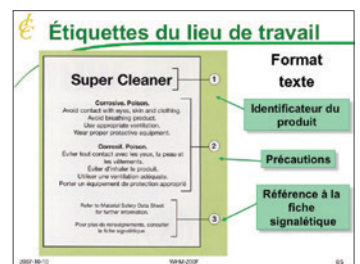 Étiquettes du lieu de travail
Super Cleaner
1
Corrosive. Poison.
Avoid contact with eyes, skin and clothing.
Avoid breathing product.
Use appropriate ventilation.
Wear proper protective equipment.
Corrosif. Poison.
Éviter tout contact avec les yeux, la peau et
les vêtements.
Éviter d'inhaler le produit.
Utiliser une ventilation adéquate.
Porter un équipement de protection approprié
2
Refer to Material Safety Data Sheet
for further information.
Pour plus de renseignements, consulter
la fiche signalétique.
3
Format
texte
Identificateur du
produit
Précautions
Référence à la
fiche
signalétique